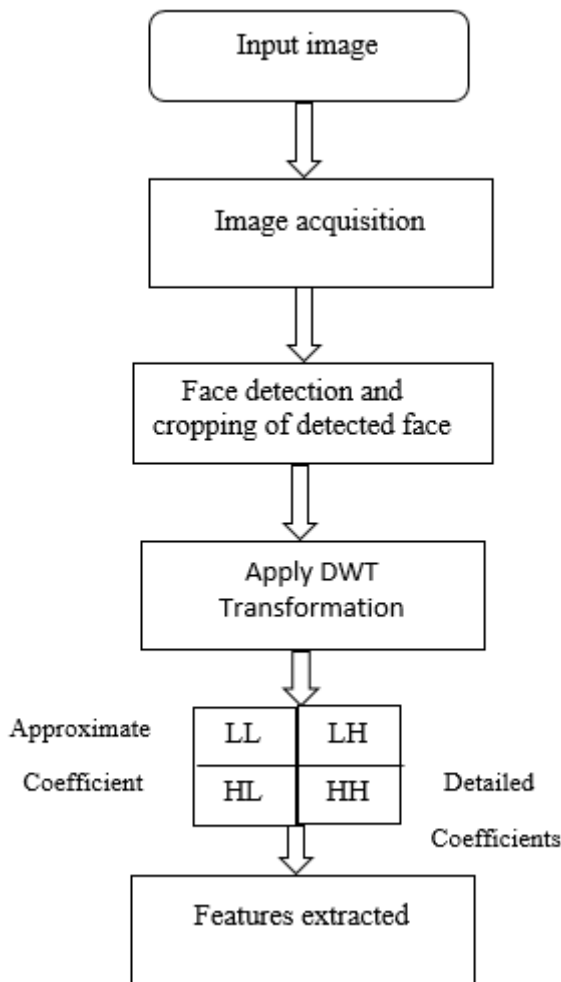 Input image
Image acquisition
Face detection and
cropping of detected face
Apply DWT
Transformation
Approximate
Coefficient
LL LH
HL HH
Detailed
Coefficients
Features extracted